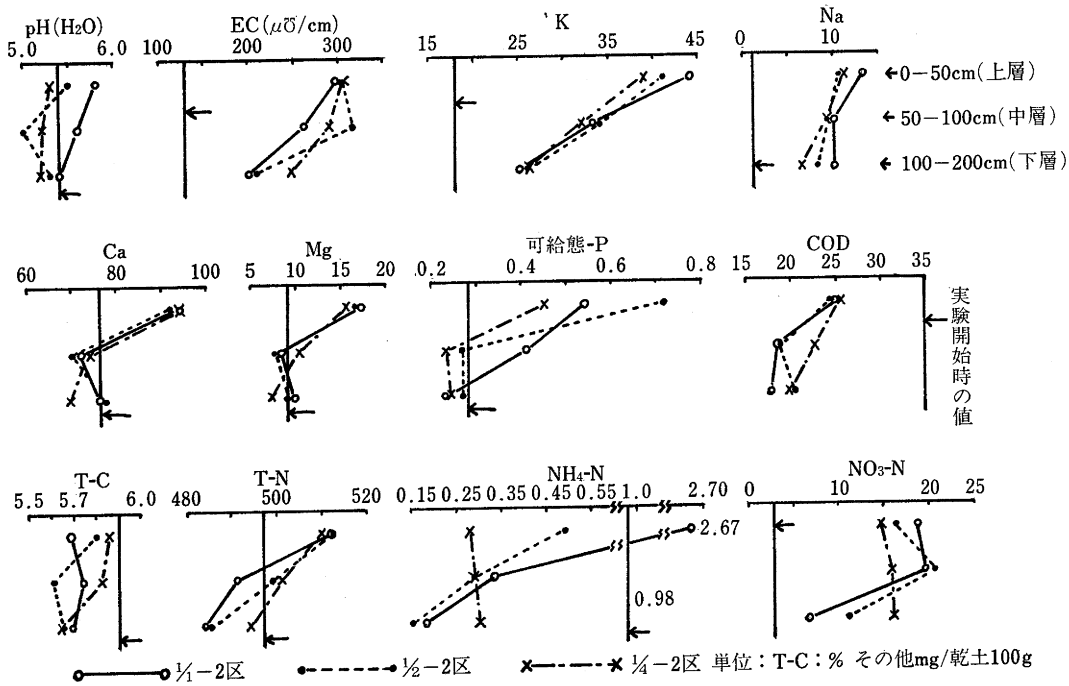 pH(H₂O)
5.0 6.0
EC(μ℧/cm)
100 200 300
K
15 25 35 45
Na
0 10
←0-50cm(上層)
←50-100cm(中層)
←100-200cm(下層)
Ca
60 80 100
Mg
5 10 15 20
可給態-P
0.2 0.4 0.6 0.8
COD
15 20 25 30 35
実験開始時の値
T-C
5.5 5.7 6.0
T-N
480 500 520
NH₄-N
0.15 0.25 0.35 0.45 0.55 1.0 2.70
2.67
0.98
NO₃-N
0 10 20 25
1/1-2区 1/2-2区 1/4-2区 単位:T-C:% その他mg/乾土100g